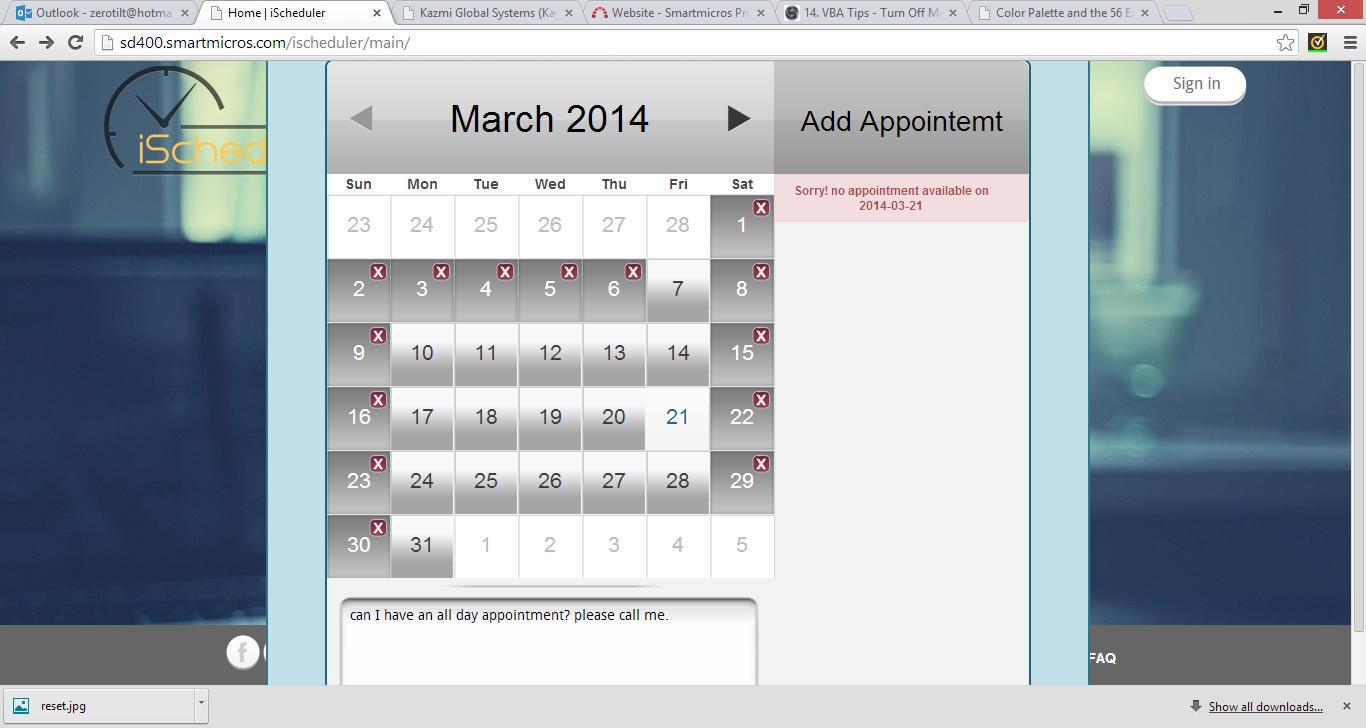 Outlook - zerotilt@hotma
Home | iScheduler
Kazmi Global Systems (Ka
Website - Smartmicros Pr
14. VBA Tips - Turn Off M
Color Palette and the 56 E
sd400.smartmicros.com/ischeduler/main/
iSched
March 2014
Add Appointemt
Sign in
Sun Mon Tue Wed Thu Fri Sat
Sorry! no appointment available on
2014-03-21
23 24 25 26 27 28 1 X
2 X 3 X 4 X 5 X 6 X 7 8 X
9 X 10 11 12 13 14 15 X
16 X 17 18 19 20 21 22 X
23 X 24 25 26 27 28 29 X
30 X 31 1 2 3 4 5
can I have an all day appointment? please call me.
f
FAQ
reset.jpg
Show all downloads...